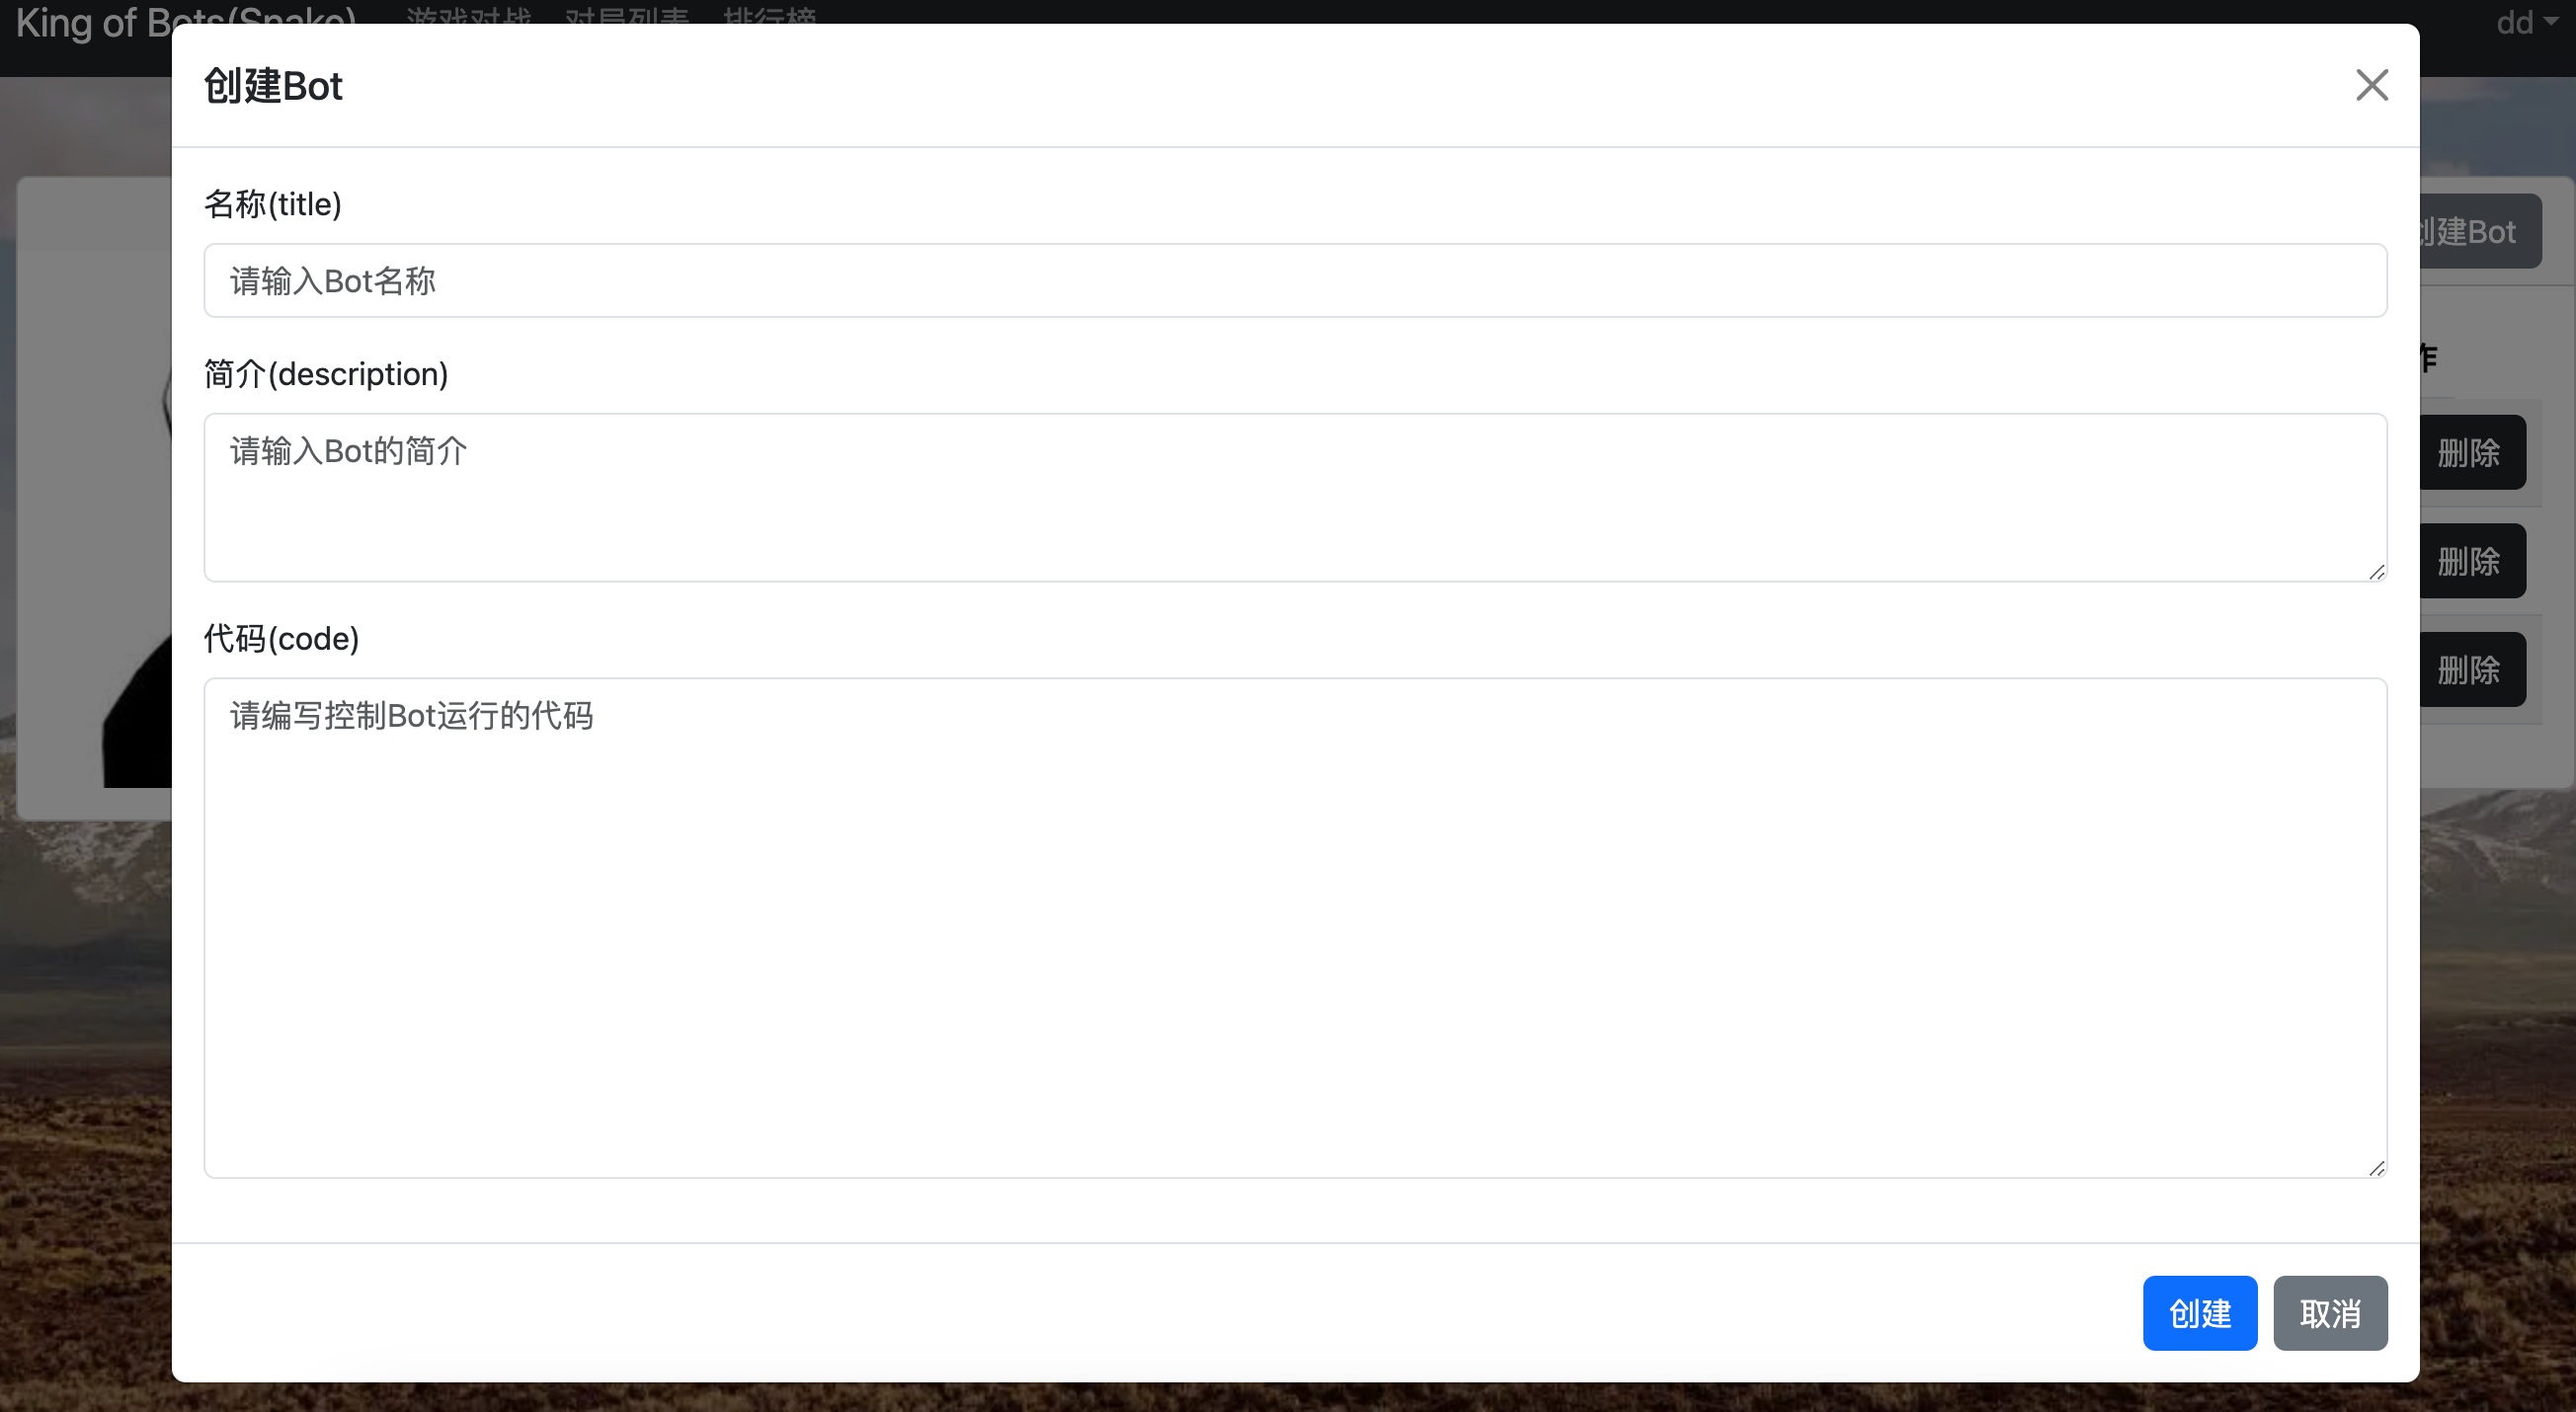 King of Bots(Snake) 游戏对战 对局列表 排行榜 dd
创建Bot
名称(title)
请输入Bot名称
创建Bot
简介(description)
作
请输入Bot的简介
删除
删除
代码(code)
删除
请编写控制Bot运行的代码
创建 取消